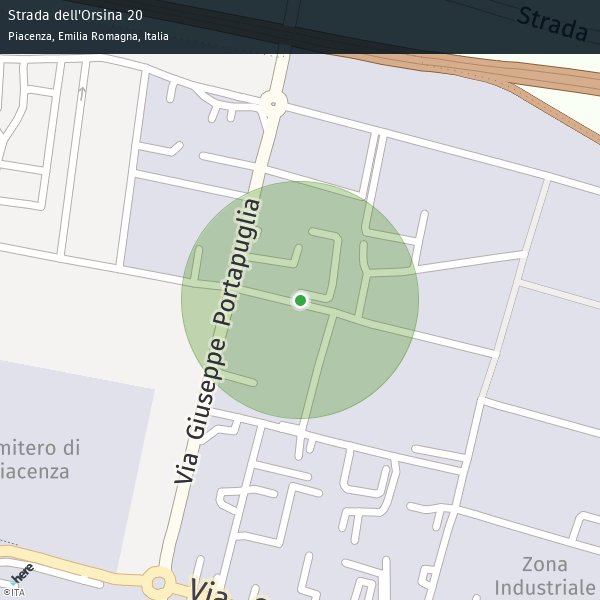 Strada dell'Orsina 20
Piacenza, Emilia Romagna, Italia
Strada
Via Giuseppe Portapuglia
mitero di
iacenza
Zona
Industriale
Via
here
©ITA